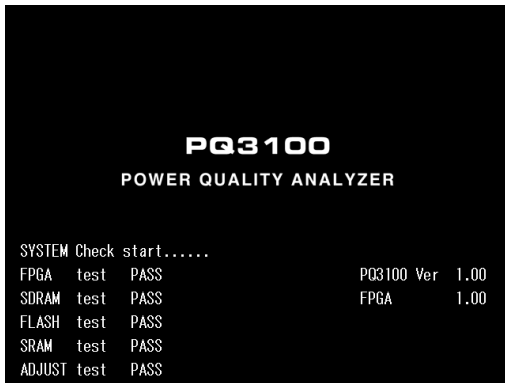 PQ3100
POWER QUALITY ANALYZER
SYSTEM Check start......
FPGA test PASS PQ3100 Ver 1.00
SDRAM test PASS FPGA 1.00
FLASH test PASS
SRAM test PASS
ADJUST test PASS